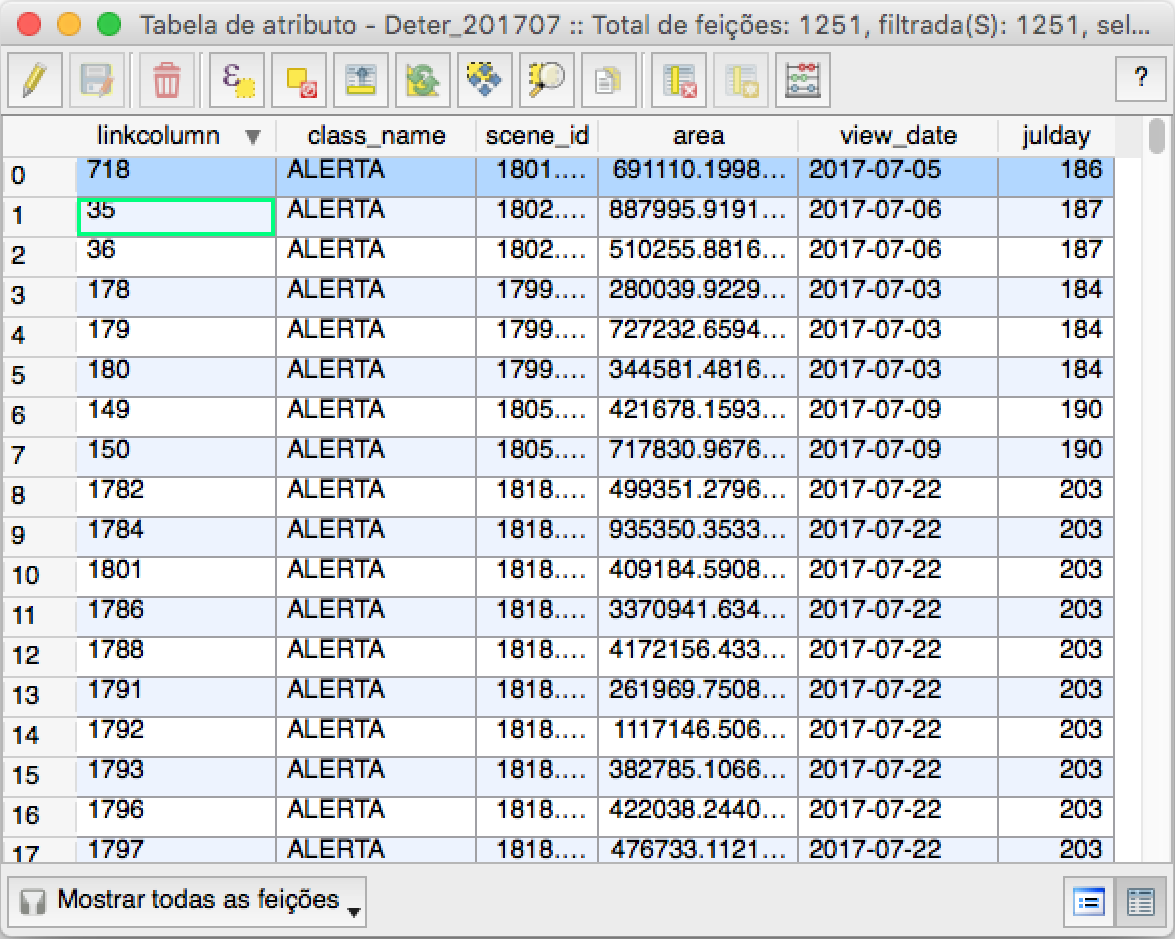 Tabela de atributo - Deter_201707 :: Total de feições: 1251, filtrada(S): 1251, sel...
ε
?
linkcolumn class_name scene_id area view_date julday
0 718 ALERTA 1801.... 691110.1998... 2017-07-05 186
1 35 ALERTA 1802.... 887995.9191... 2017-07-06 187
2 36 ALERTA 1802.... 510255.8816... 2017-07-06 187
3 178 ALERTA 1799.... 280039.9229... 2017-07-03 184
4 179 ALERTA 1799.... 727232.6594... 2017-07-03 184
5 180 ALERTA 1799.... 344581.4816... 2017-07-03 184
6 149 ALERTA 1805.... 421678.1593... 2017-07-09 190
7 150 ALERTA 1805.... 717830.9676... 2017-07-09 190
8 1782 ALERTA 1818.... 499351.2796... 2017-07-22 203
9 1784 ALERTA 1818.... 935350.3533... 2017-07-22 203
10 1801 ALERTA 1818.... 409184.5908... 2017-07-22 203
11 1786 ALERTA 1818.... 3370941.634... 2017-07-22 203
12 1788 ALERTA 1818.... 4172156.433... 2017-07-22 203
13 1791 ALERTA 1818.... 261969.7508... 2017-07-22 203
14 1792 ALERTA 1818.... 1117146.506... 2017-07-22 203
15 1793 ALERTA 1818.... 382785.1066... 2017-07-22 203
16 1796 ALERTA 1818.... 422038.2440... 2017-07-22 203
17 1797 ALERTA 1818.... 476733.1121... 2017-07-22 203
Mostrar todas as feições